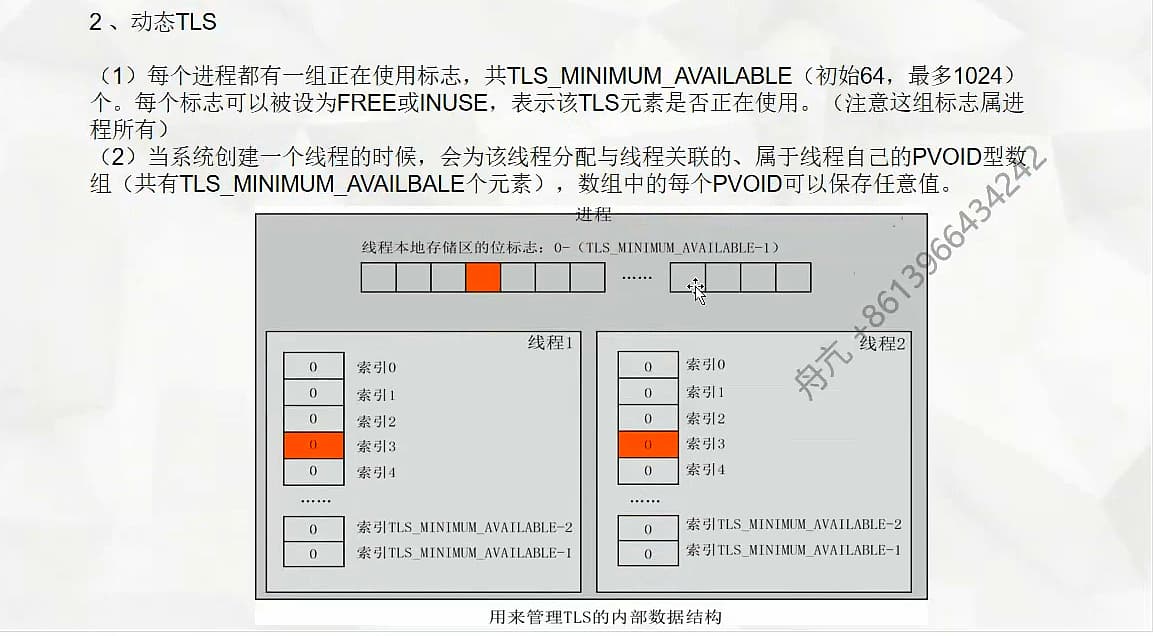 2 、动态TLS
（1）每个进程都有一组正在使用标志，共TLS_MINIMUM_AVAILABLE（初始64，最多1024）
个。每个标志可以被设为FREE或INUSE，表示该TLS元素是否正在使用。（注意这组标志属进
程所有）
（2）当系统创建一个线程的时候，会为该线程分配与线程关联的、属于线程自己的PVOID型数
组（共有TLS_MINIMUM_AVAILBALE个元素），数组中的每个PVOID可以保存任意值。
进程
线程本地存储区的位标志：0-（TLS_MINIMUM_AVAILABLE-1）
……
线程1
0 索引0
0 索引1
0 索引2
0 索引3
0 索引4
……
0 索引TLS_MINIMUM_AVAILABLE-2
0 索引TLS_MINIMUM_AVAILABLE-1
线程2
0 索引0
0 索引1
0 索引2
0 索引3
0 索引4
……
0 索引TLS_MINIMUM_AVAILABLE-2
0 索引TLS_MINIMUM_AVAILABLE-1
用来管理TLS的内部数据结构
舟亢 +8613966434242